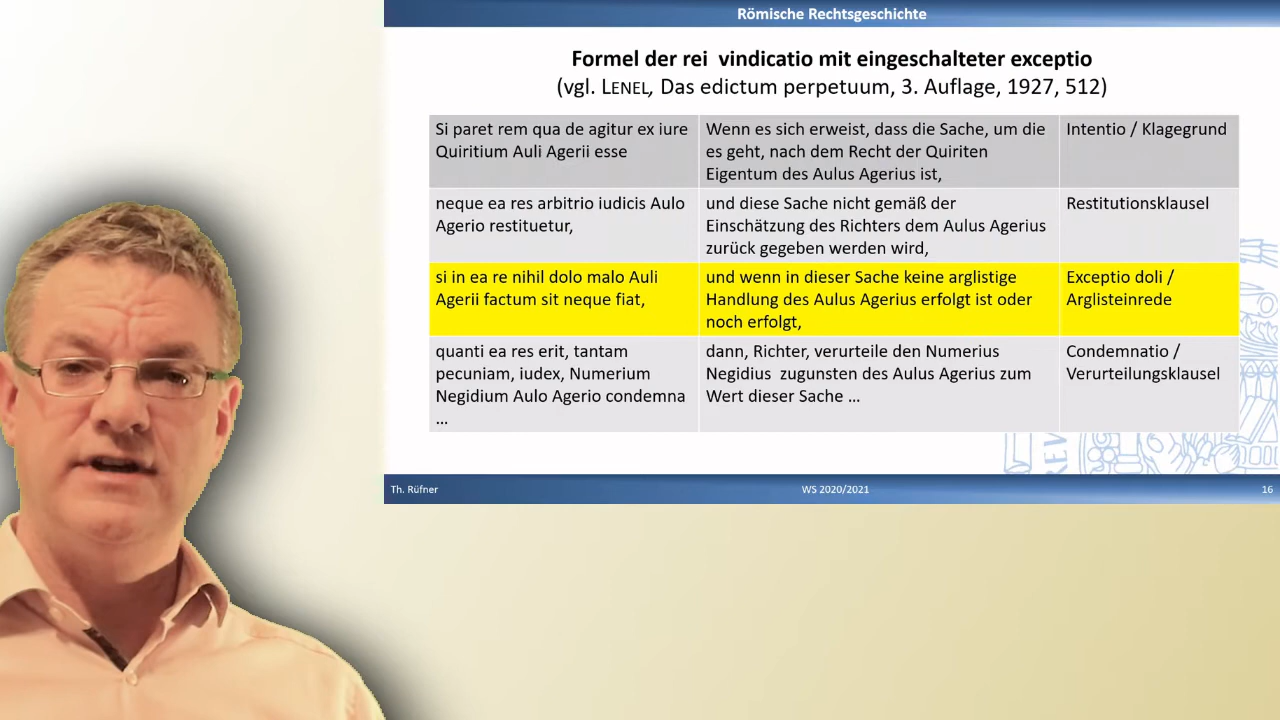 Römische Rechtsgeschichte
Formel der rei vindicatio mit eingeschalteter exceptio
(vgl. LENEL, Das edictum perpetuum, 3. Auflage, 1927, 512)
Si paret rem qua de agitur ex iure
Quiritium Auli Agerii esse
Wenn es sich erweist, dass die Sache, um die
es geht, nach dem Recht der Quiriten
Eigentum des Aulus Agerius ist,
Intentio / Klagegrund
neque ea res arbitrio iudicis Aulo
Agerio restituetur,
und diese Sache nicht gemäß der
Einschätzung des Richters dem Aulus Agerius
zurück gegeben werden wird,
Restitutionsklausel
si in ea re nihil dolo malo Auli
Agerii factum sit neque fiat,
und wenn in dieser Sache keine arglistige
Handlung des Aulus Agerius erfolgt ist oder
noch erfolgt,
Exceptio doli /
Arglisteinrede
quanti ea res erit, tantam
pecuniam, iudex, Numerium
Negidium Aulo Agerio condemna
...
dann, Richter, verurteile den Numerius
Negidius zugunsten des Aulus Agerius zum
Wert dieser Sache ...
Condemnatio /
Verurteilungsklausel
Th. Rüfner
WS 2020/2021
16